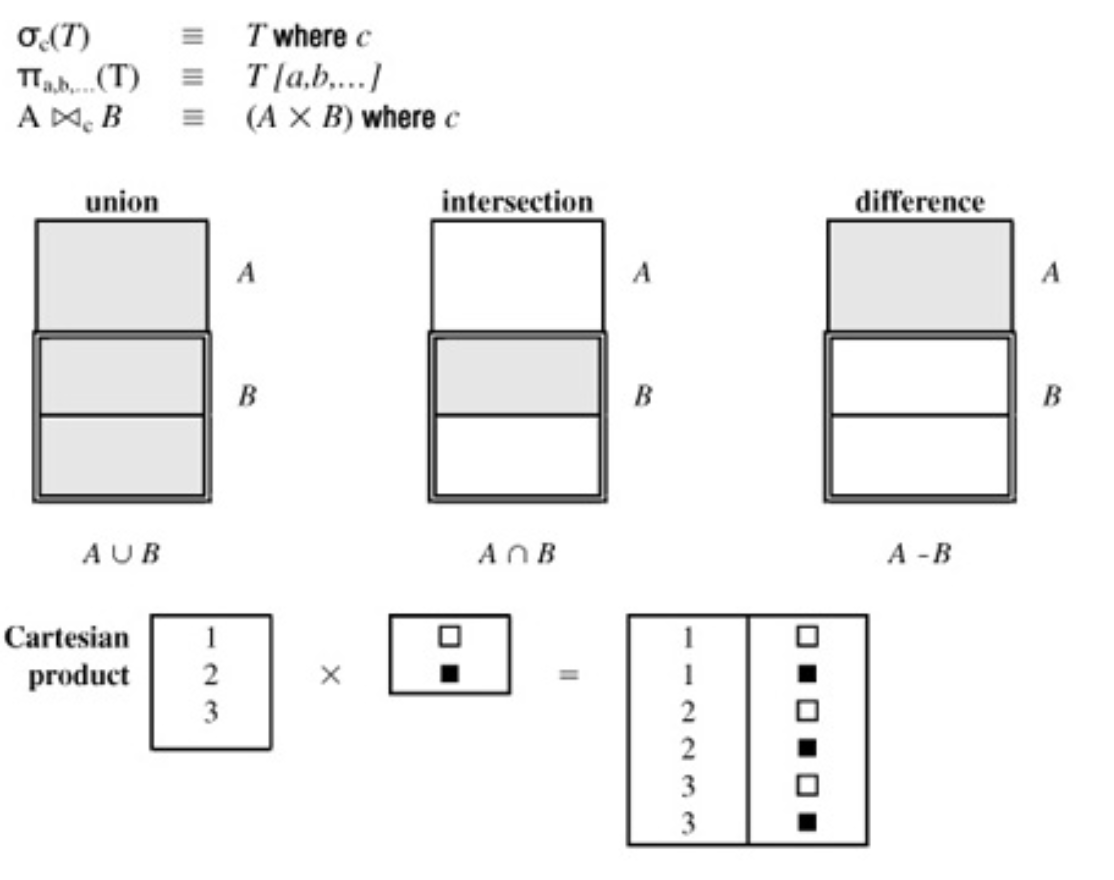 σc(T) ≡ T where c
πa,b,...(T) ≡ T [a,b,...]
A ⋈c B ≡ (A × B) where c
union intersection difference
A A A
B B B
A ∪ B A ∩ B A - B
Cartesian product
1
2
3
×
□
■
=
1 □
1 ■
2 □
2 ■
3 □
3 ■